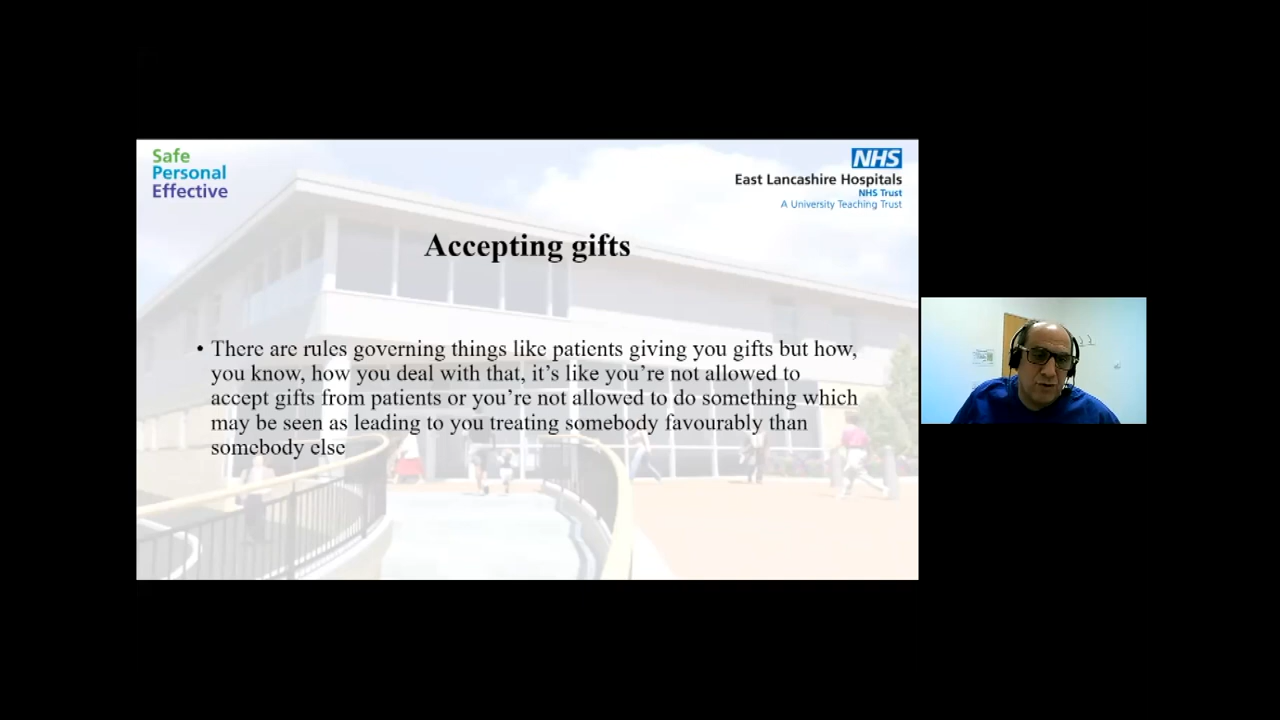 Safe
Personal
Effective
NHS
East Lancashire Hospitals
NHS Trust
A University Teaching Trust
Accepting gifts
• There are rules governing things like patients giving you gifts but how,
you know, how you deal with that, it’s like you’re not allowed to
accept gifts from patients or you’re not allowed to do something which
may be seen as leading to you treating somebody favourably than
somebody else